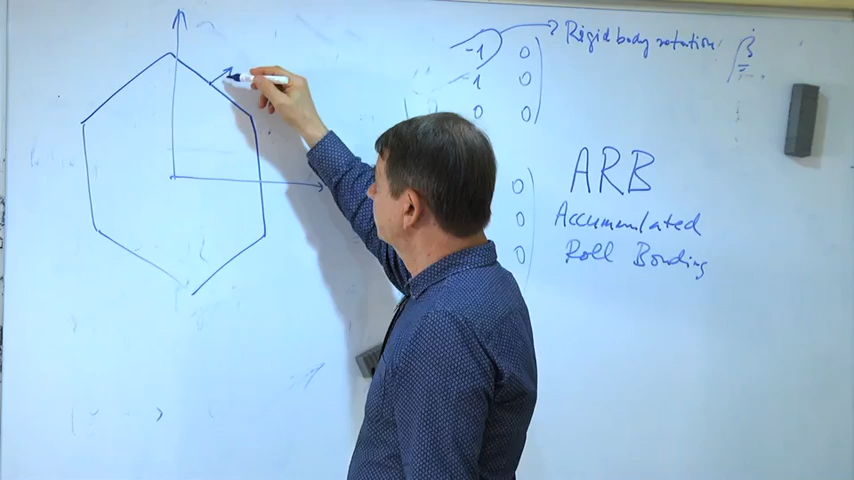 -1 0 Rigid body rotation
1 0
0 0
ARB
0
0 Accumulated
0 Roll Bonding